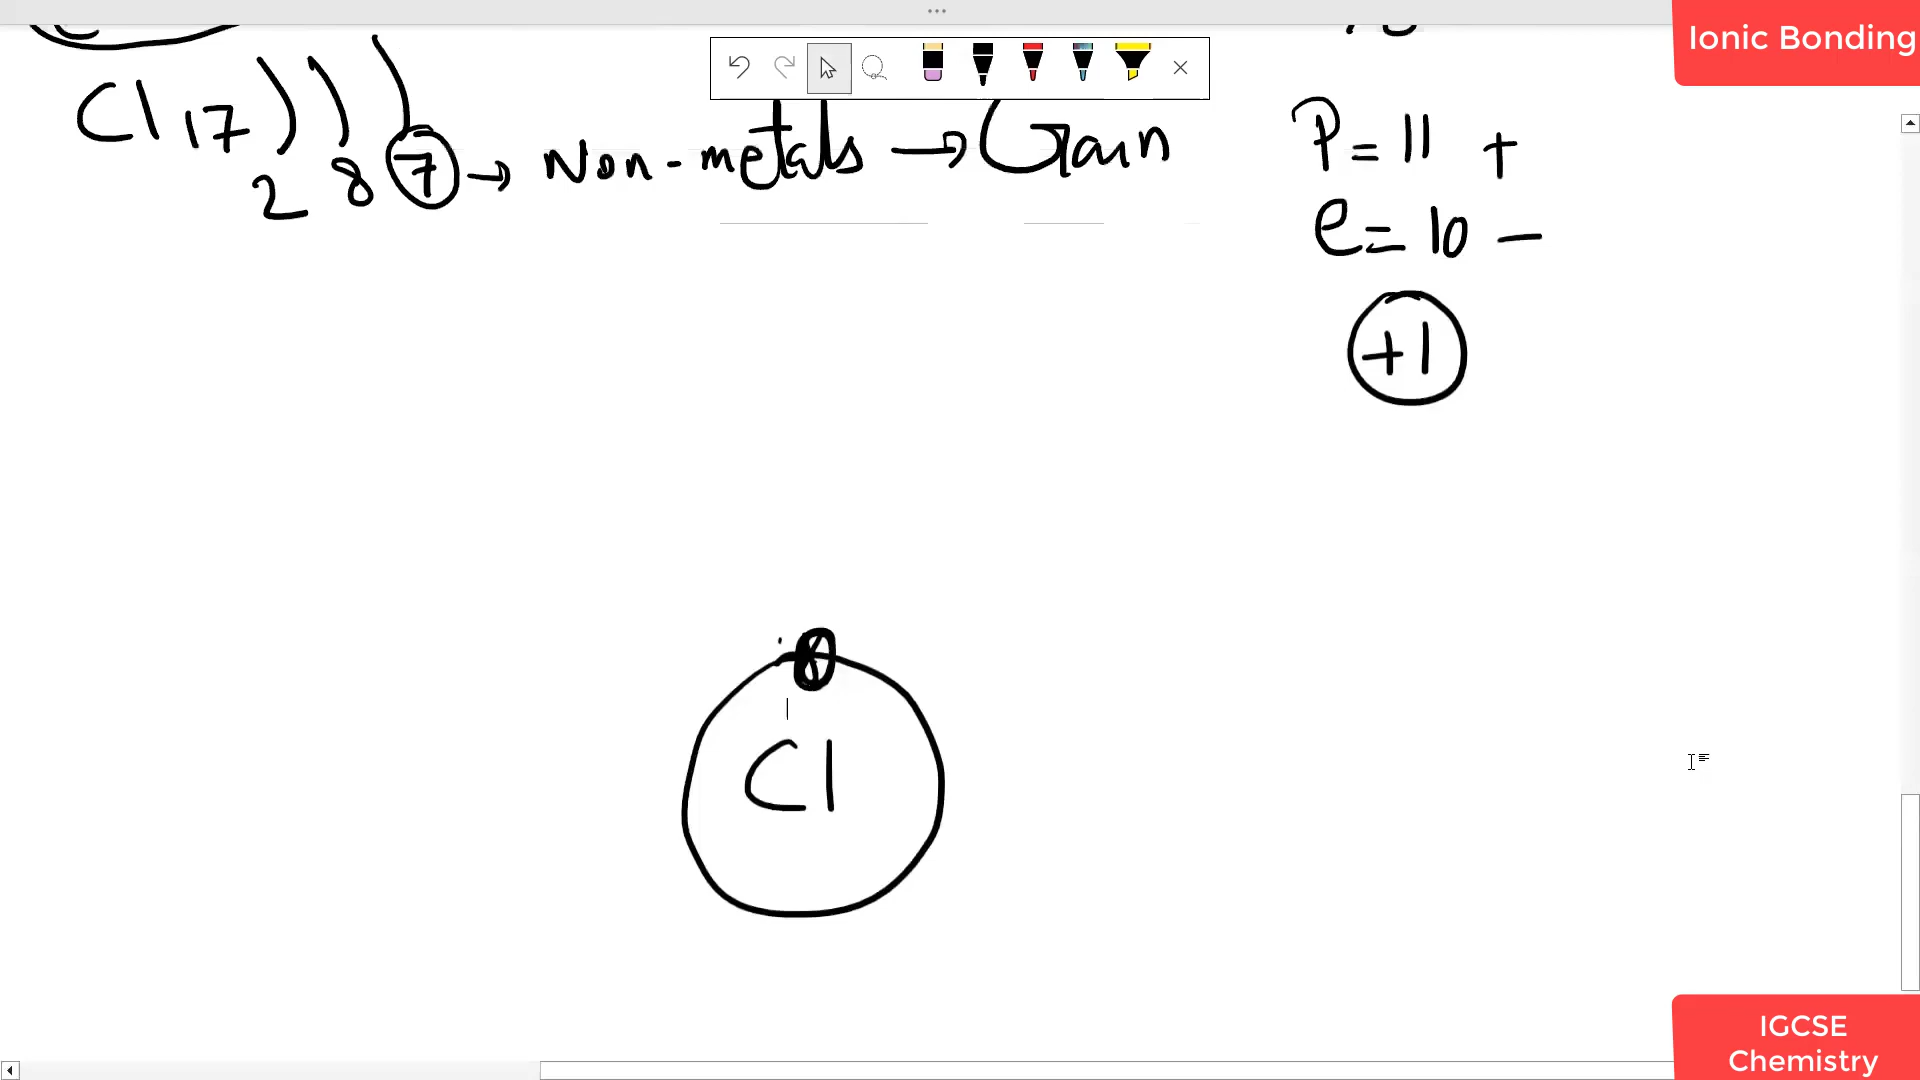 Ionic Bonding
Cl 17 ) ) )
2 8 7 → Non-metals → Gain
P = 11 +
e = 10 −
+1
Cl
IGCSE
Chemistry